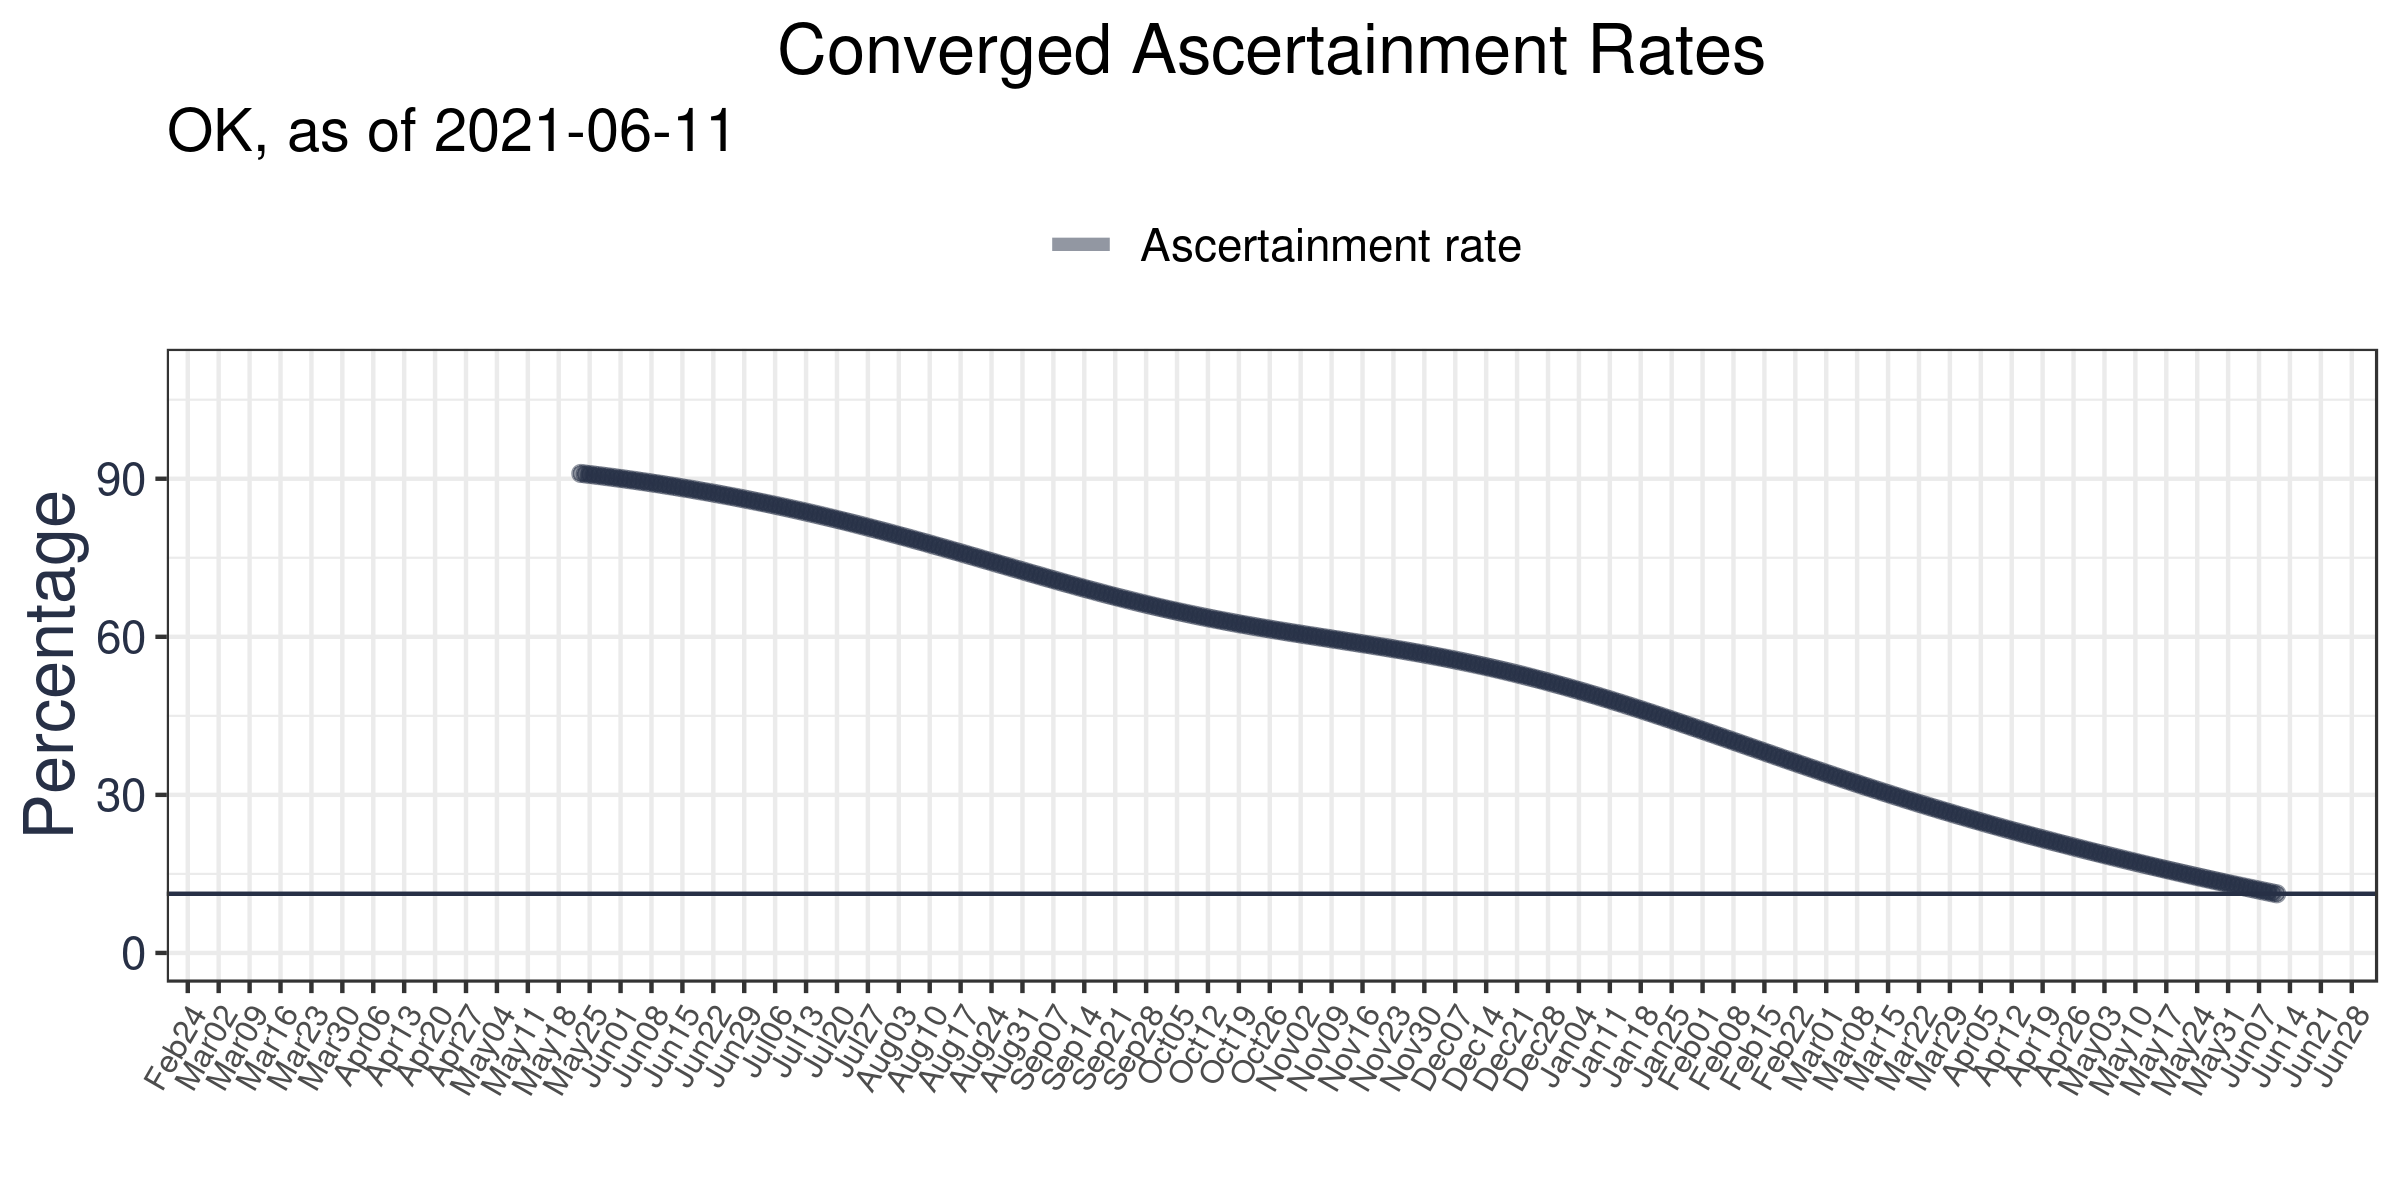 Converged Ascertainment Rates
OK, as of 2021-06-11
Ascertainment rate
Percentage
90
60
30
0
Feb24
Mar02
Mar09
Mar16
Mar23
Mar30
Apr06
Apr13
Apr20
Apr27
May04
May11
May18
May25
Jun01
Jun08
Jun15
Jun22
Jun29
Jul06
Jul13
Jul20
Jul27
Aug03
Aug10
Aug17
Aug24
Aug31
Sep07
Sep14
Sep21
Sep28
Oct05
Oct12
Oct19
Oct26
Nov02
Nov09
Nov16
Nov23
Nov30
Dec07
Dec14
Dec21
Dec28
Jan04
Jan11
Jan18
Jan25
Feb01
Feb08
Feb15
Feb22
Mar01
Mar08
Mar15
Mar22
Mar29
Apr05
Apr12
Apr19
Apr26
May03
May10
May17
May24
May31
Jun07
Jun14
Jun21
Jun28